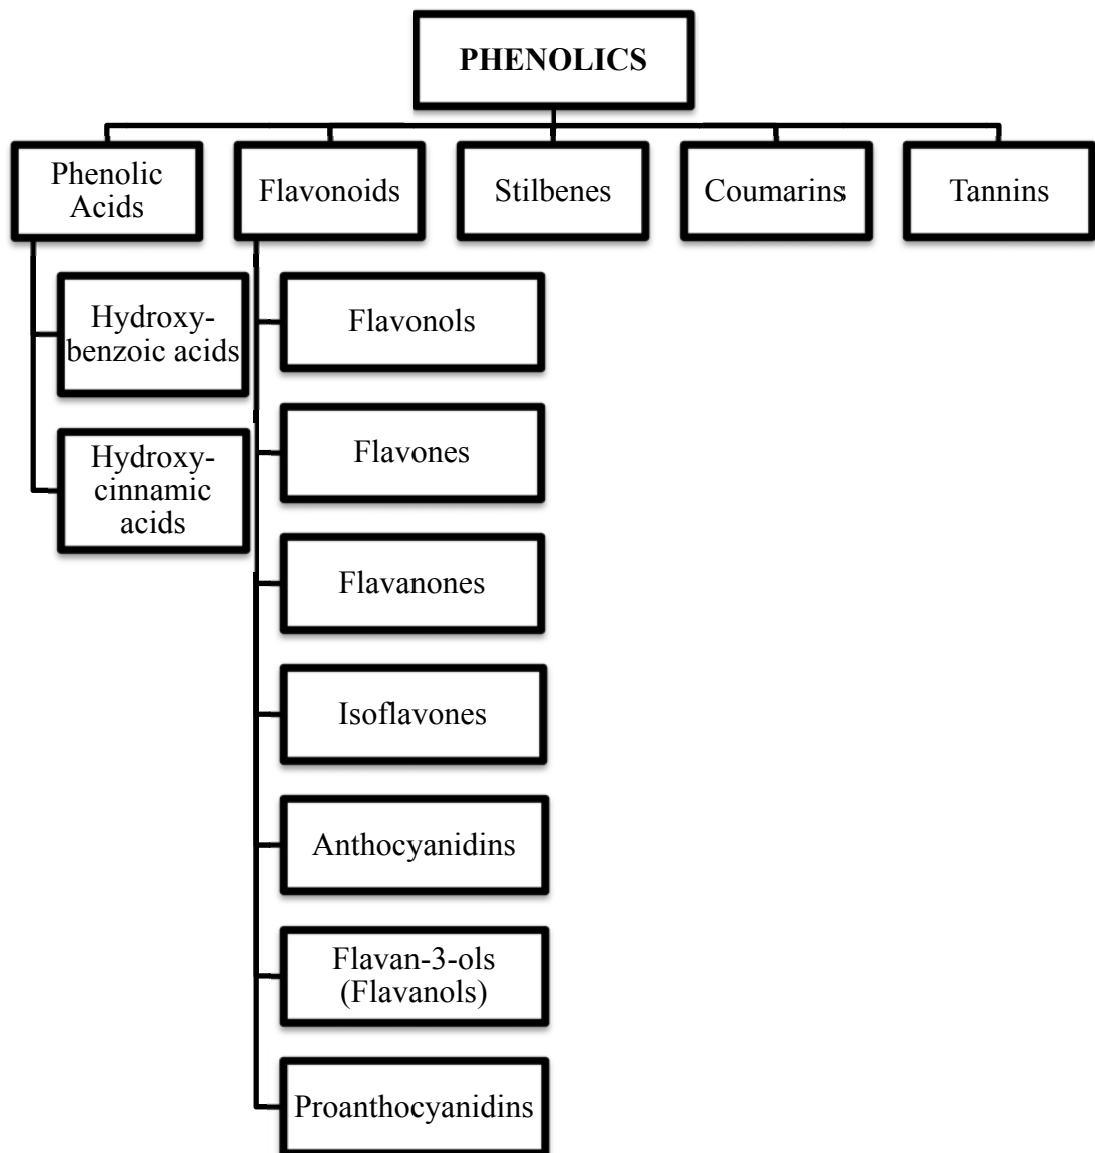 PHENOLICS
Phenolic
Acids
Flavonoids
Stilbenes
Coumarins
Tannins
Hydroxy-
benzoic acids
Hydroxy-
cinnamic
acids
Flavonols
Flavones
Flavanones
Isoflavones
Anthocyanidins
Flavan-3-ols
(Flavanols)
Proanthocyanidins